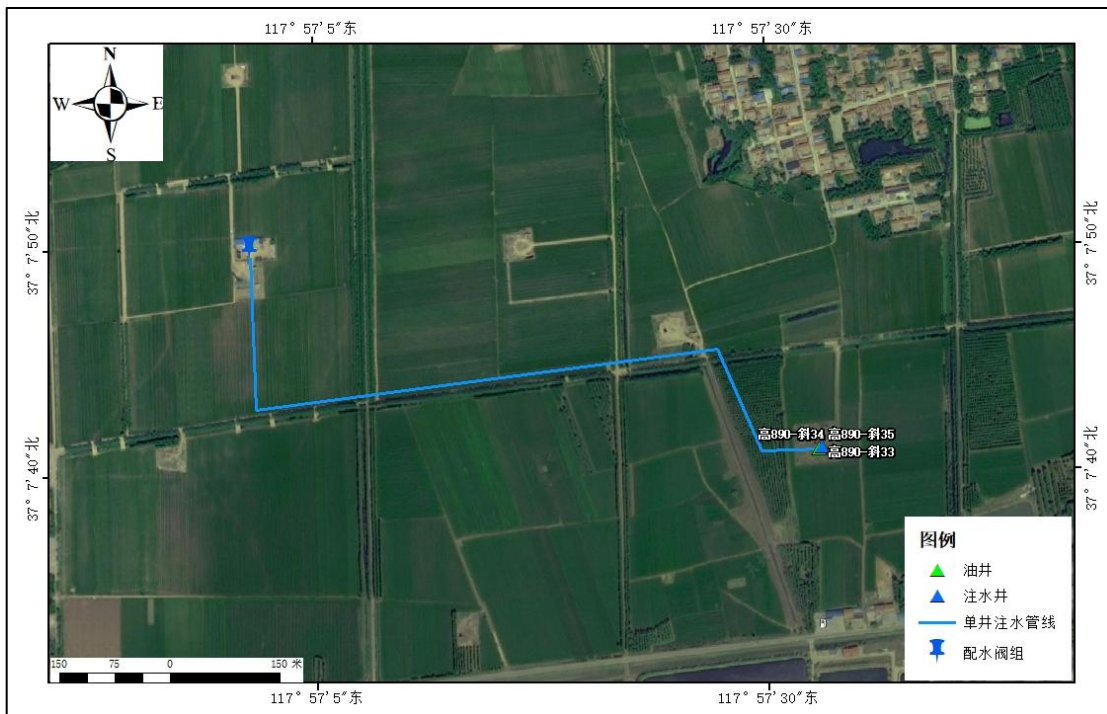 117° 57'5"东
117° 57'30"东
N
W E
S
37° 7'50"北
37° 7'50"北
高890-斜34 高890-斜35
高890-斜33
37° 7'40"北
37° 7'40"北
图例
油井
注水井
单井注水管线
配水阀组
150 75 0 150 米
117° 57'5"东
117° 57'30"东